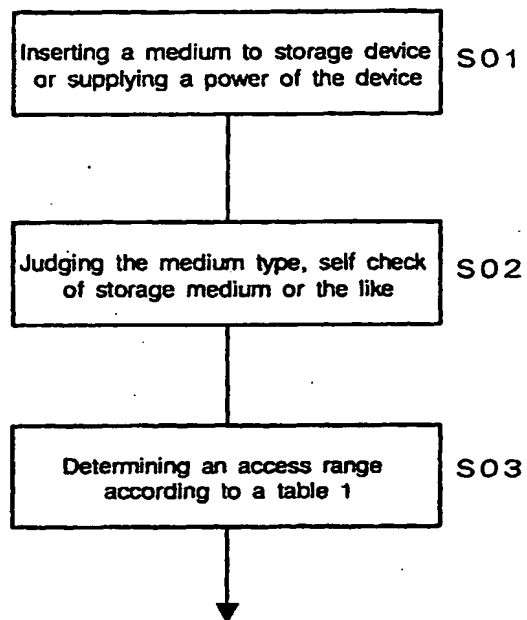 Inserting a medium to storage device
or supplying a power of the device
S01
Judging the medium type, self check
of storage medium or the like
S02
Determining an access range
according to a table 1
S03